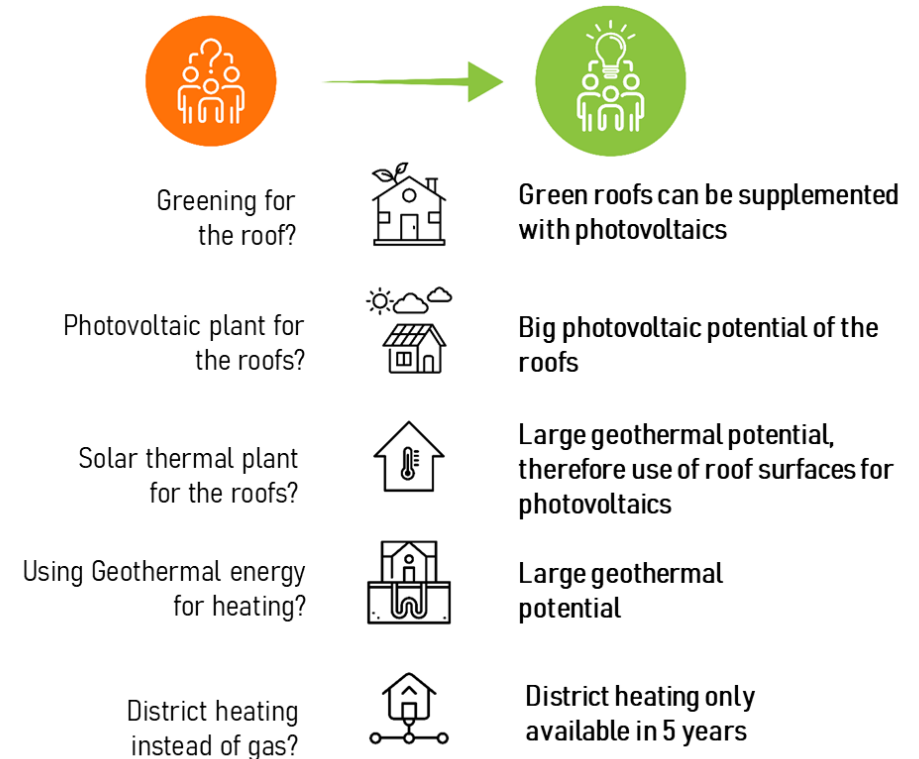 Greening for
the roof?
Green roofs can be supplemented
with photovoltaics
Photovoltaic plant for
the roofs?
Big photovoltaic potential of the
roofs
Solar thermal plant
for the roofs?
Large geothermal potential,
therefore use of roof surfaces for
photovoltaics
Using Geothermal energy
for heating?
Large geothermal
potential
District heating
instead of gas?
District heating only
available in 5 years